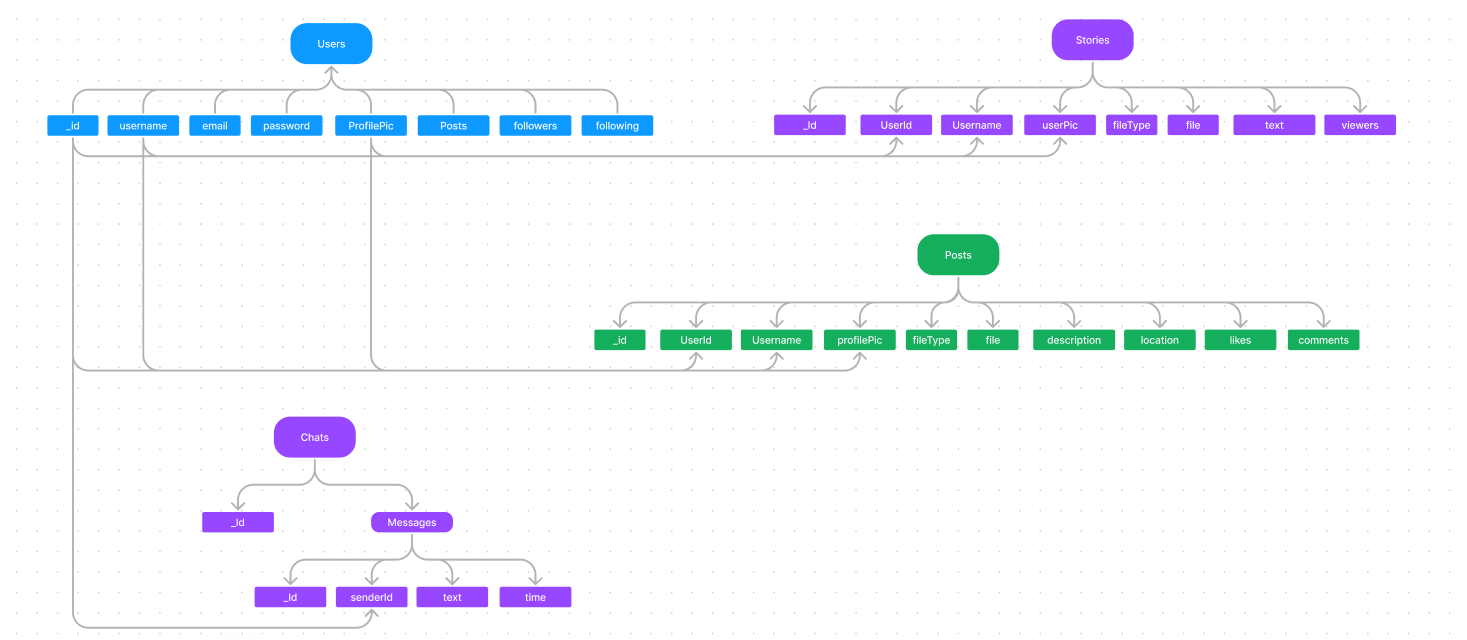 Users
Stories
_id username email password ProfilePic Posts followers following
_Id UserId Username userPic fileType file text viewers
Posts
_id UserId Username profilePic fileType file description location likes comments
Chats
_Id Messages
_Id senderId text time